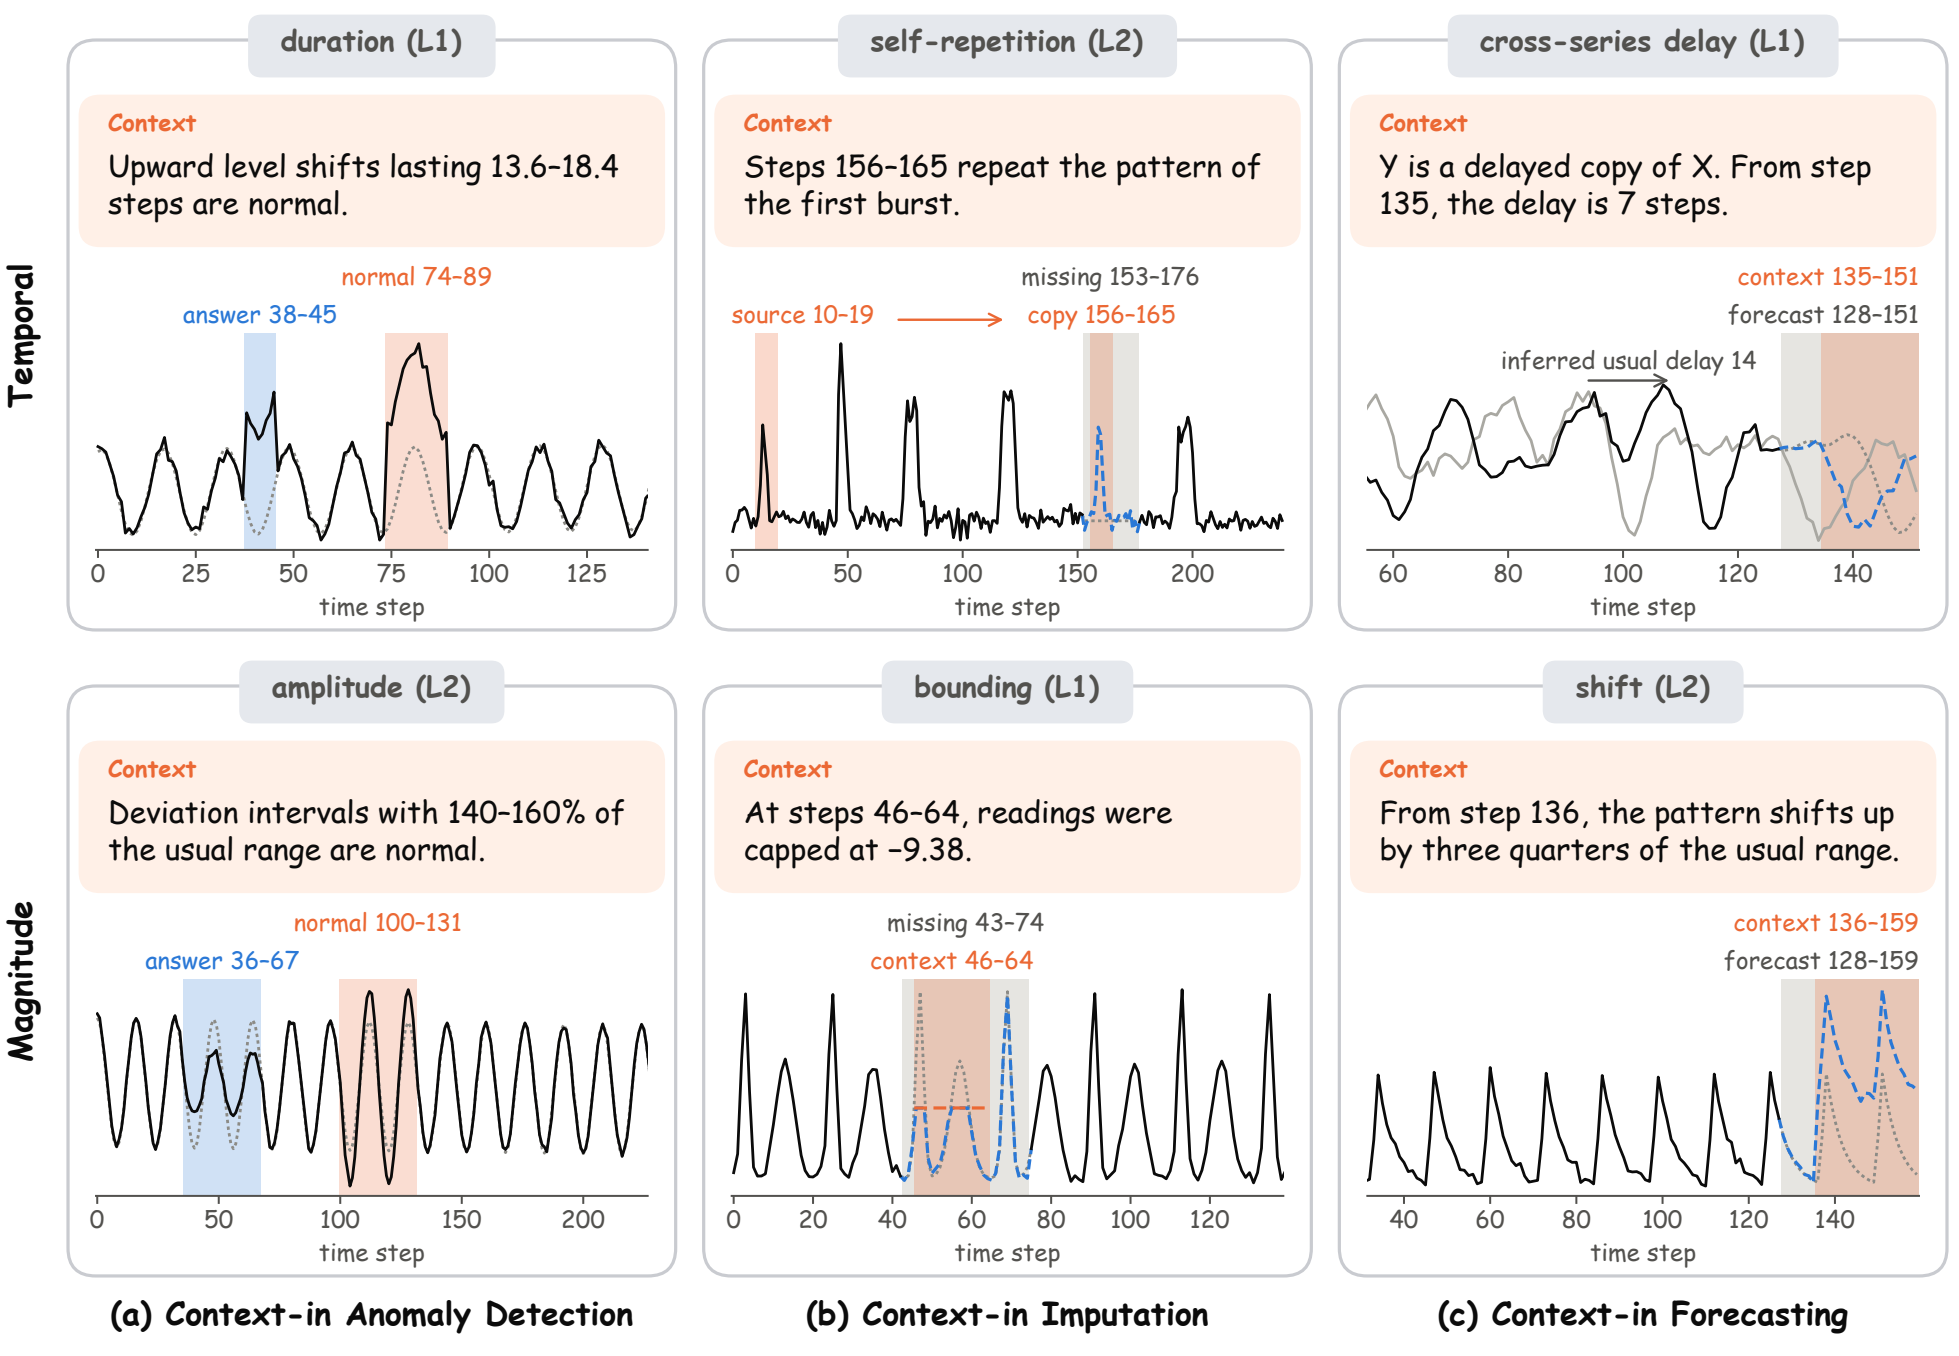 duration (L1)
Context
Upward level shifts lasting 13.6–18.4
steps are normal.
normal 74–89
answer 38–45
0 25 50 75 100 125
time step
self-repetition (L2)
Context
Steps 156–165 repeat the pattern of
the first burst.
missing 153–176
source 10–19
copy 156–165
0 50 100 150 200
time step
cross-series delay (L1)
Context
Y is a delayed copy of X. From step
135, the delay is 7 steps.
context 135–151
forecast 128–151
inferred usual delay 14
60 80 100 120 140
time step
Temporal
amplitude (L2)
Context
Deviation intervals with 140–160% of
the usual range are normal.
normal 100–131
answer 36–67
0 50 100 150 200
time step
bounding (L1)
Context
At steps 46–64, readings were
capped at −9.38.
missing 43–74
context 46–64
0 20 40 60 80 100 120
time step
shift (L2)
Context
From step 136, the pattern shifts up
by three quarters of the usual range.
context 136–159
forecast 128–159
40 60 80 100 120 140
time step
Magnitude
(a) Context-in Anomaly Detection
(b) Context-in Imputation
(c) Context-in Forecasting